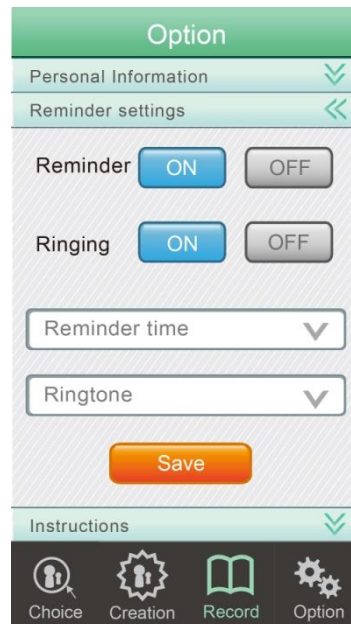 Option
Personal Information
Reminder settings
Reminder ON OFF
Ringing ON OFF
Reminder time
Ringtone
Save
Instructions
Choice Creation Record Option